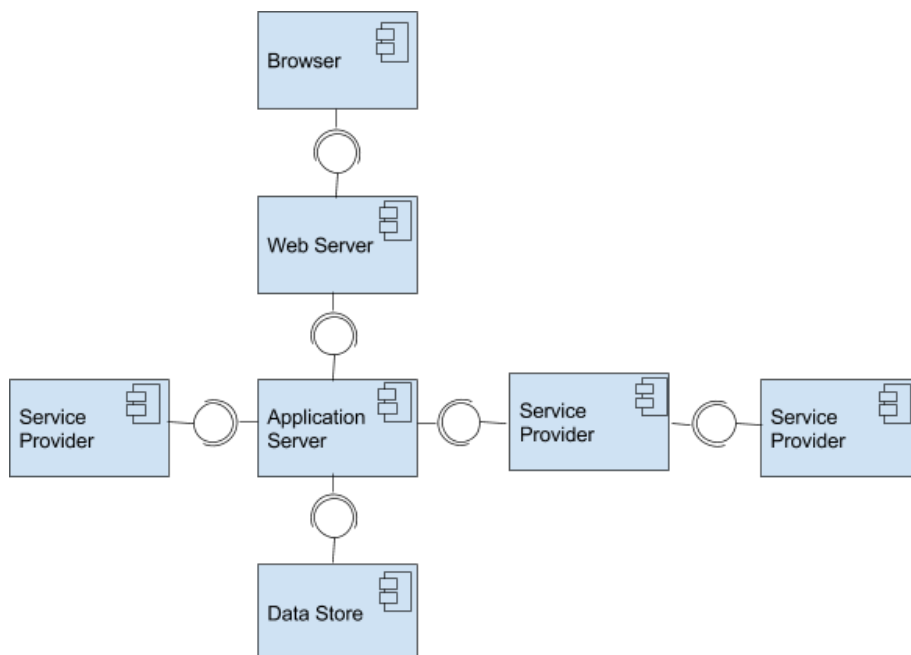 Browser
Web Server
Service
Provider
Application
Server
Service
Provider
Service
Provider
Data Store